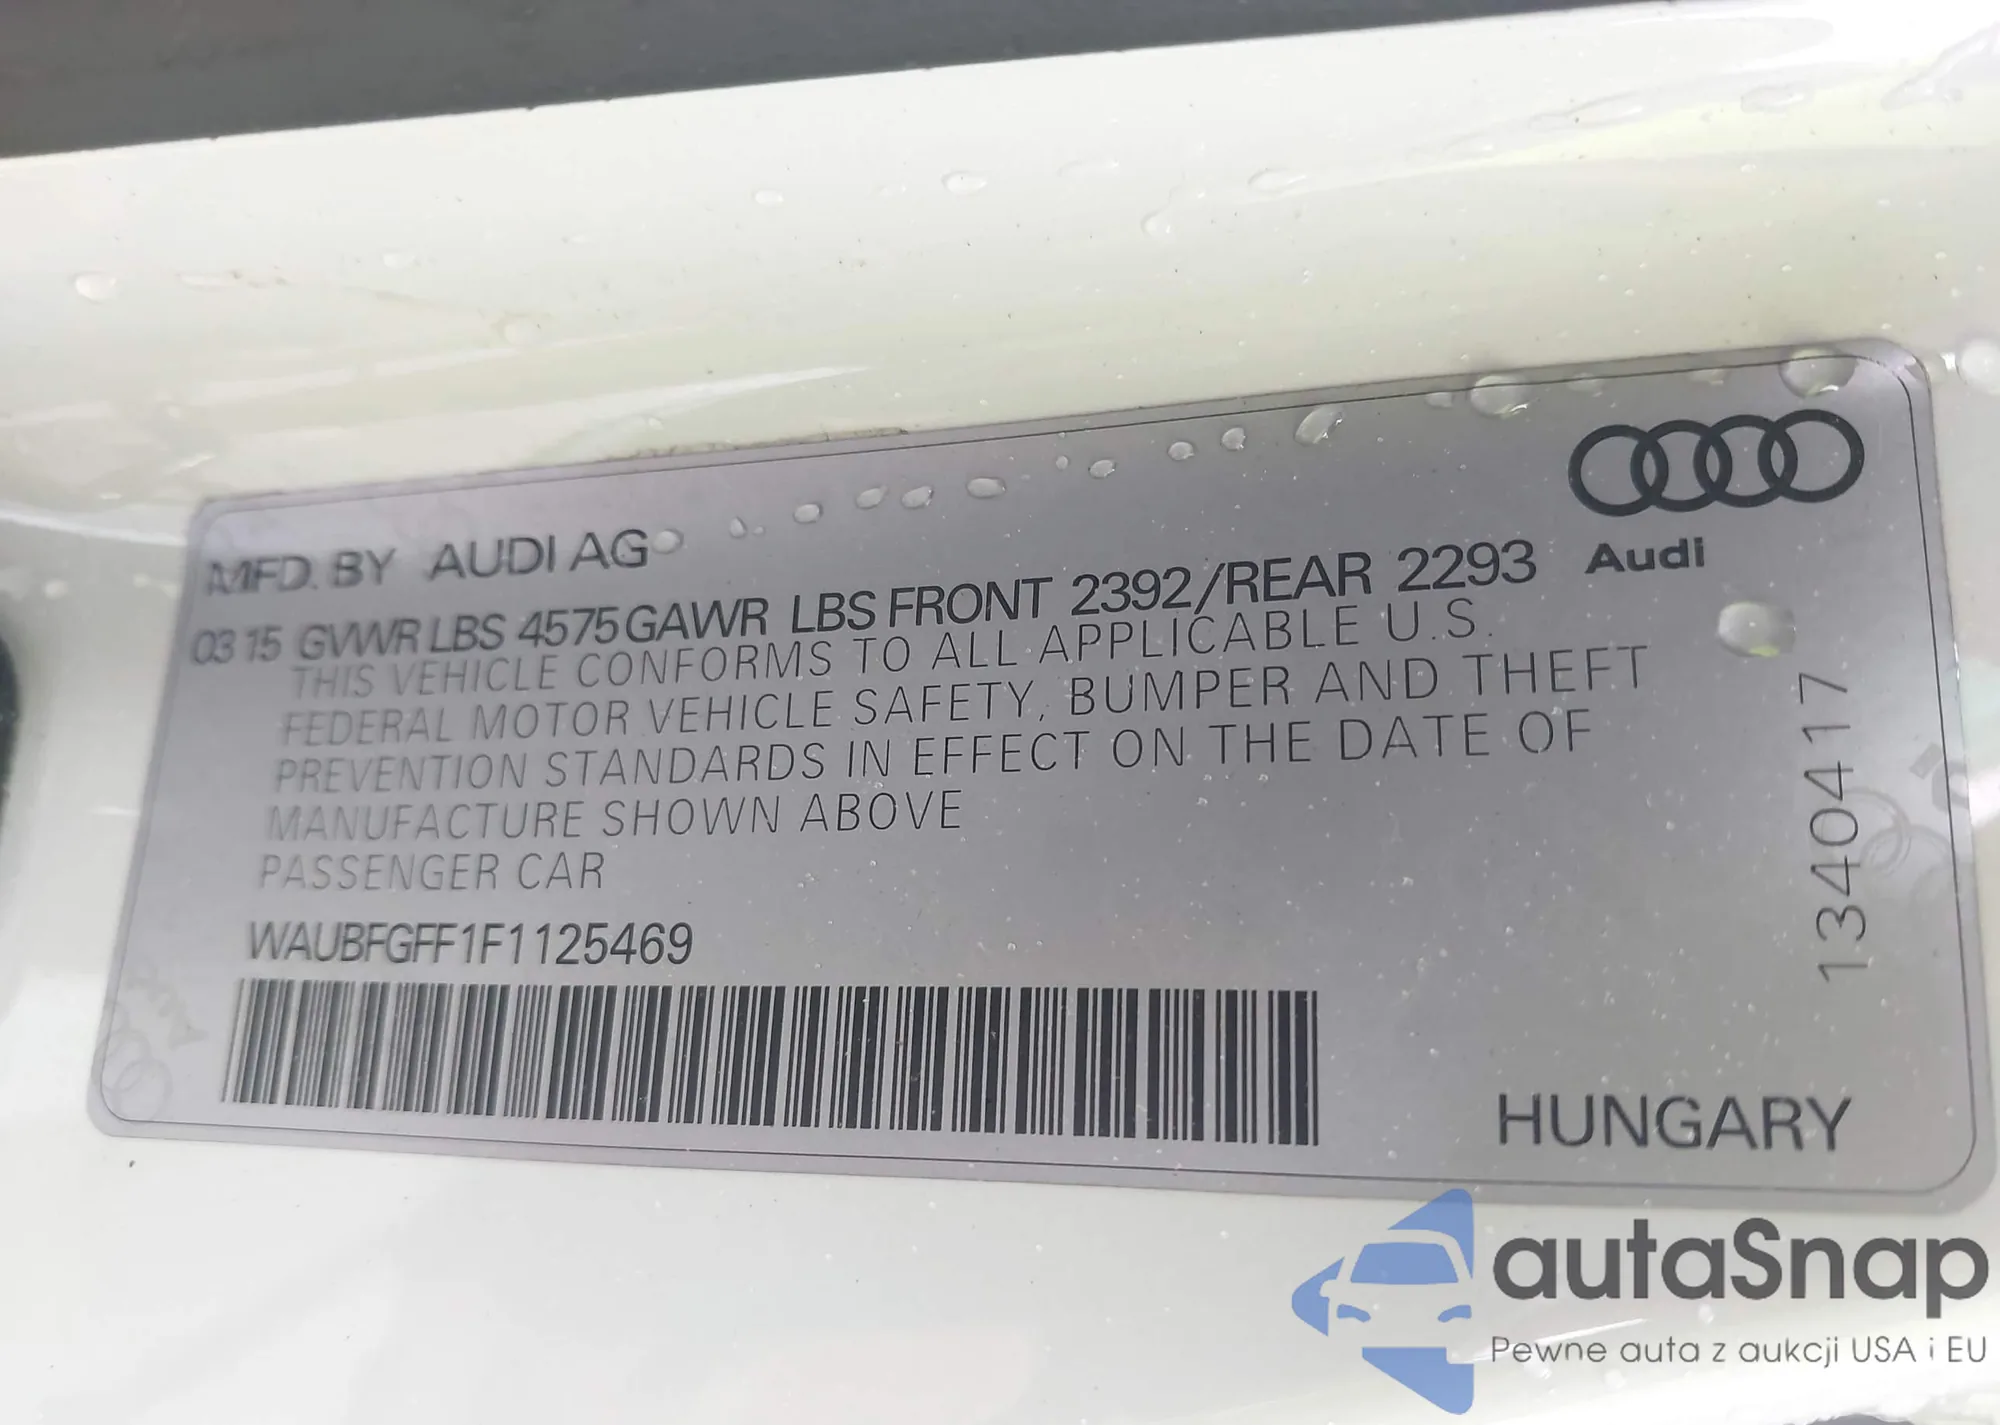 MFD. BY AUDI AG
03 15 GVWR LBS 4575 GAWR LBS FRONT 2392/REAR 2293
Audi
THIS VEHICLE CONFORMS TO ALL APPLICABLE U.S.
FEDERAL MOTOR VEHICLE SAFETY, BUMPER AND THEFT
PREVENTION STANDARDS IN EFFECT ON THE DATE OF
MANUFACTURE SHOWN ABOVE
PASSENGER CAR
WAUBFGFF1F1125469
1340417
HUNGARY
autaSnap
Pewne auta z aukcji USA i EU